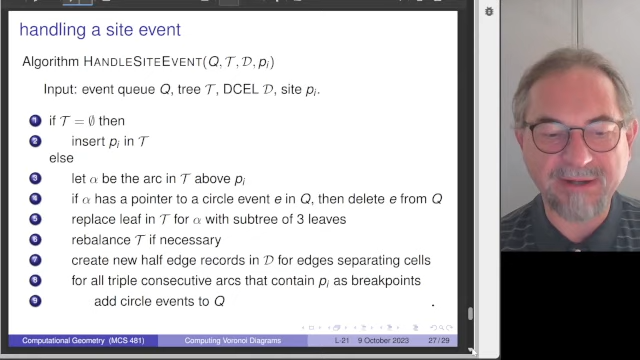 handling a site event
Algorithm HANDLESITEEVENT(Q, 𝒯, 𝒟, pᵢ)
Input: event queue Q, tree 𝒯, DCEL 𝒟, site pᵢ.
1 if 𝒯 = ∅ then
2 insert pᵢ in 𝒯
else
3 let α be the arc in 𝒯 above pᵢ
4 if α has a pointer to a circle event e in Q, then delete e from Q
5 replace leaf in 𝒯 for α with subtree of 3 leaves
6 rebalance 𝒯 if necessary
7 create new half edge records in 𝒟 for edges separating cells
8 for all triple consecutive arcs that contain pᵢ as breakpoints
9 add circle events to Q
.
Computational Geometry (MCS 481) Computing Voronoi Diagrams L-21 9 October 2023 27 / 29